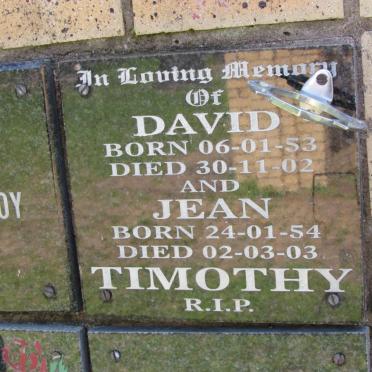 In Loving Memory
Of
DAVID
BORN 06-01-53
DIED 30-11-02
AND
JEAN
BORN 24-01-54
DIED 02-03-03
TIMOTHY
R.I.P.